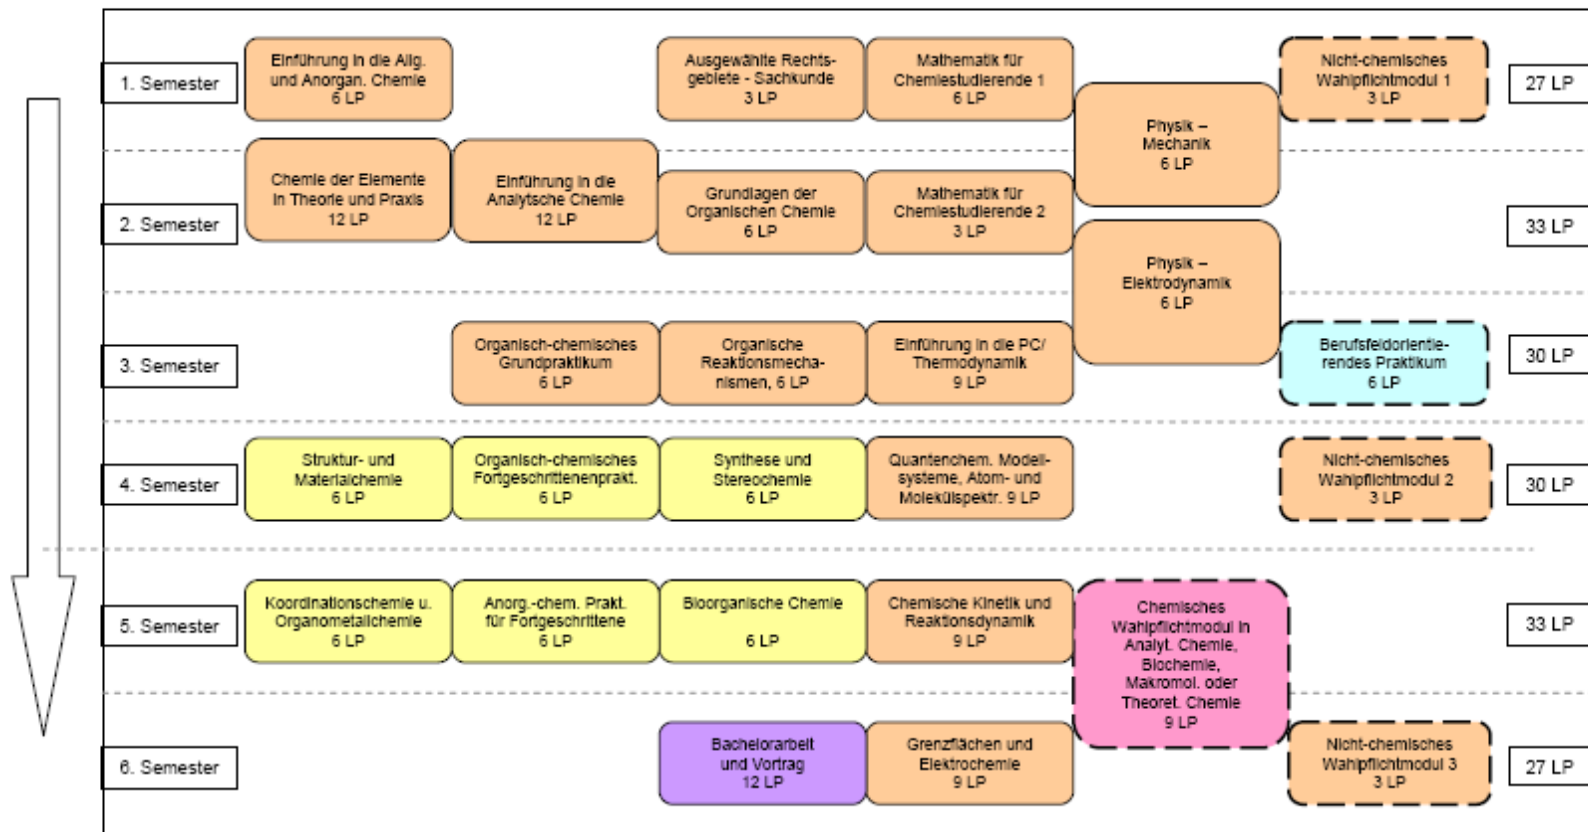 1. Semester
Einführung in die Allg.
und Anorgan. Chemie
6 LP
Ausgewählte Rechts-
gebiete - Sachkunde
3 LP
Mathematik für
Chemiestudierende 1
6 LP
Physik –
Mechanik
6 LP
Nicht-chemisches
Wahlpflichtmodul 1
3 LP
27 LP
2. Semester
Chemie der Elemente
in Theorie und Praxis
12 LP
Einführung in die
Analytsche Chemie
12 LP
Grundlagen der
Organischen Chemie
6 LP
Mathematik für
Chemiestudierende 2
3 LP
Physik –
Elektrodynamik
6 LP
33 LP
3. Semester
Organisch-chemisches
Grundpraktikum
6 LP
Organische
Reaktionsmecha-
nismen, 6 LP
Einführung in die PC/
Thermodynamik
9 LP
Berufsfeldorientie-
rendes Praktikum
6 LP
30 LP
4. Semester
Struktur- und
Materialchemie
6 LP
Organisch-chemisches
Fortgeschrittenenprakt.
6 LP
Synthese und
Stereochemie
6 LP
Quantenchem. Modell-
systeme, Atom- und
Molekülspektr. 9 LP
Nicht-chemisches
Wahlpflichtmodul 2
3 LP
30 LP
5. Semester
Koordinationschemie u.
Organometallchemie
6 LP
Anorg.-chem. Prakt.
für Fortgeschrittene
6 LP
Bioorganische Chemie
6 LP
Chemische Kinetik und
Reaktionsdynamik
9 LP
Chemisches
Wahlpflichtmodul in
Analyt. Chemie,
Biochemie,
Makromol. oder
Theoret. Chemie
9 LP
33 LP
6. Semester
Bachelorarbeit
und Vortrag
12 LP
Grenzflächen und
Elektrochemie
9 LP
Nicht-chemisches
Wahlpflichtmodul 3
3 LP
27 LP